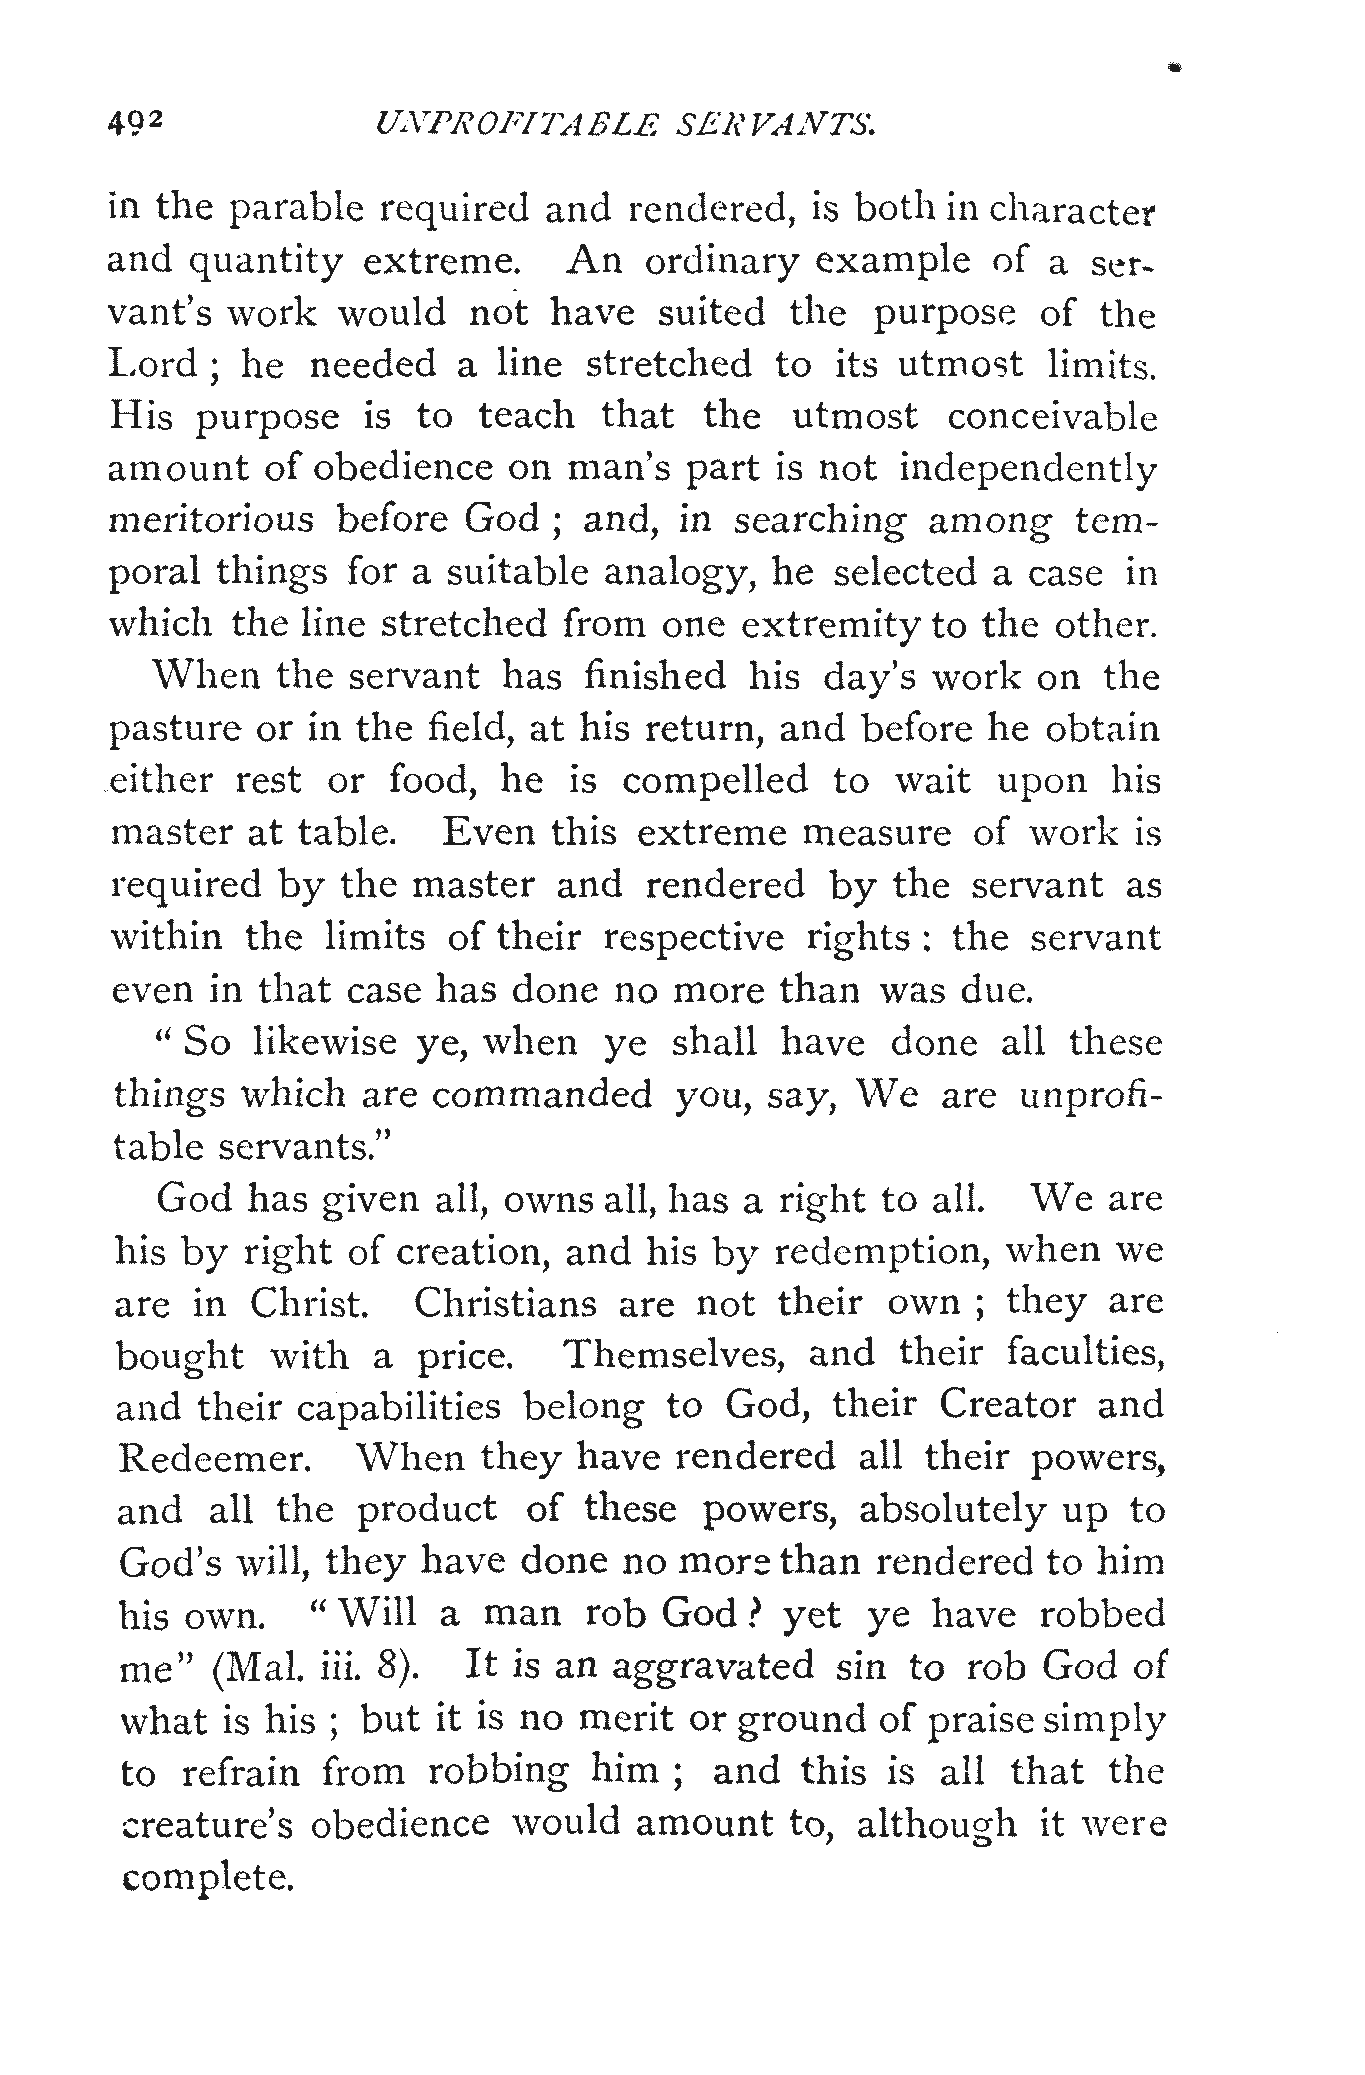 492 UNPROFITABLE SERVANTS.
in the parable required and rendered, is both in character
and quantity extreme. An ordinary example of a ser-
vant's work would not have suited the purpose of the
Lord ; he needed a line stretched to its utmost limits.
His purpose is to teach that the utmost conceivable
amount of obedience on man's part is not independently
meritorious before God ; and, in searching among tem-
poral things for a suitable analogy, he selected a case in
which the line stretched from one extremity to the other.
When the servant has finished his day's work on the
pasture or in the field, at his return, and before he obtain
either rest or food, he is compelled to wait upon his
master at table. Even this extreme measure of work is
required by the master and rendered by the servant as
within the limits of their respective rights : the servant
even in that case has done no more than was due.
“ So likewise ye, when ye shall have done all these
things which are commanded you, say, We are unprofi-
table servants.”
God has given all, owns all, has a right to all. We are
his by right of creation, and his by redemption, when we
are in Christ. Christians are not their own ; they are
bought with a price. Themselves, and their faculties,
and their capabilities belong to God, their Creator and
Redeemer. When they have rendered all their powers,
and all the product of these powers, absolutely up to
God's will, they have done no more than rendered to him
his own. “ Will a man rob God ? yet ye have robbed
me” (Mal. iii. 8). It is an aggravated sin to rob God of
what is his ; but it is no merit or ground of praise simply
to refrain from robbing him ; and this is all that the
creature's obedience would amount to, although it were
complete.